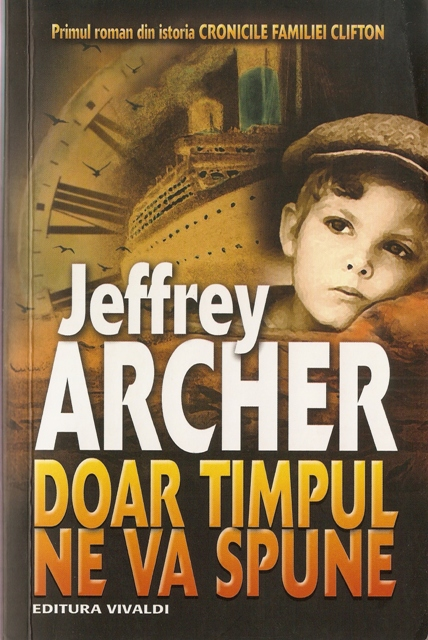 Primul roman din istoria CRONICILE FAMILIEI CLIFTON
Jeffrey
ARCHER
DOAR TIMPUL
NE VA SPUNE
EDITURA VIVALDI